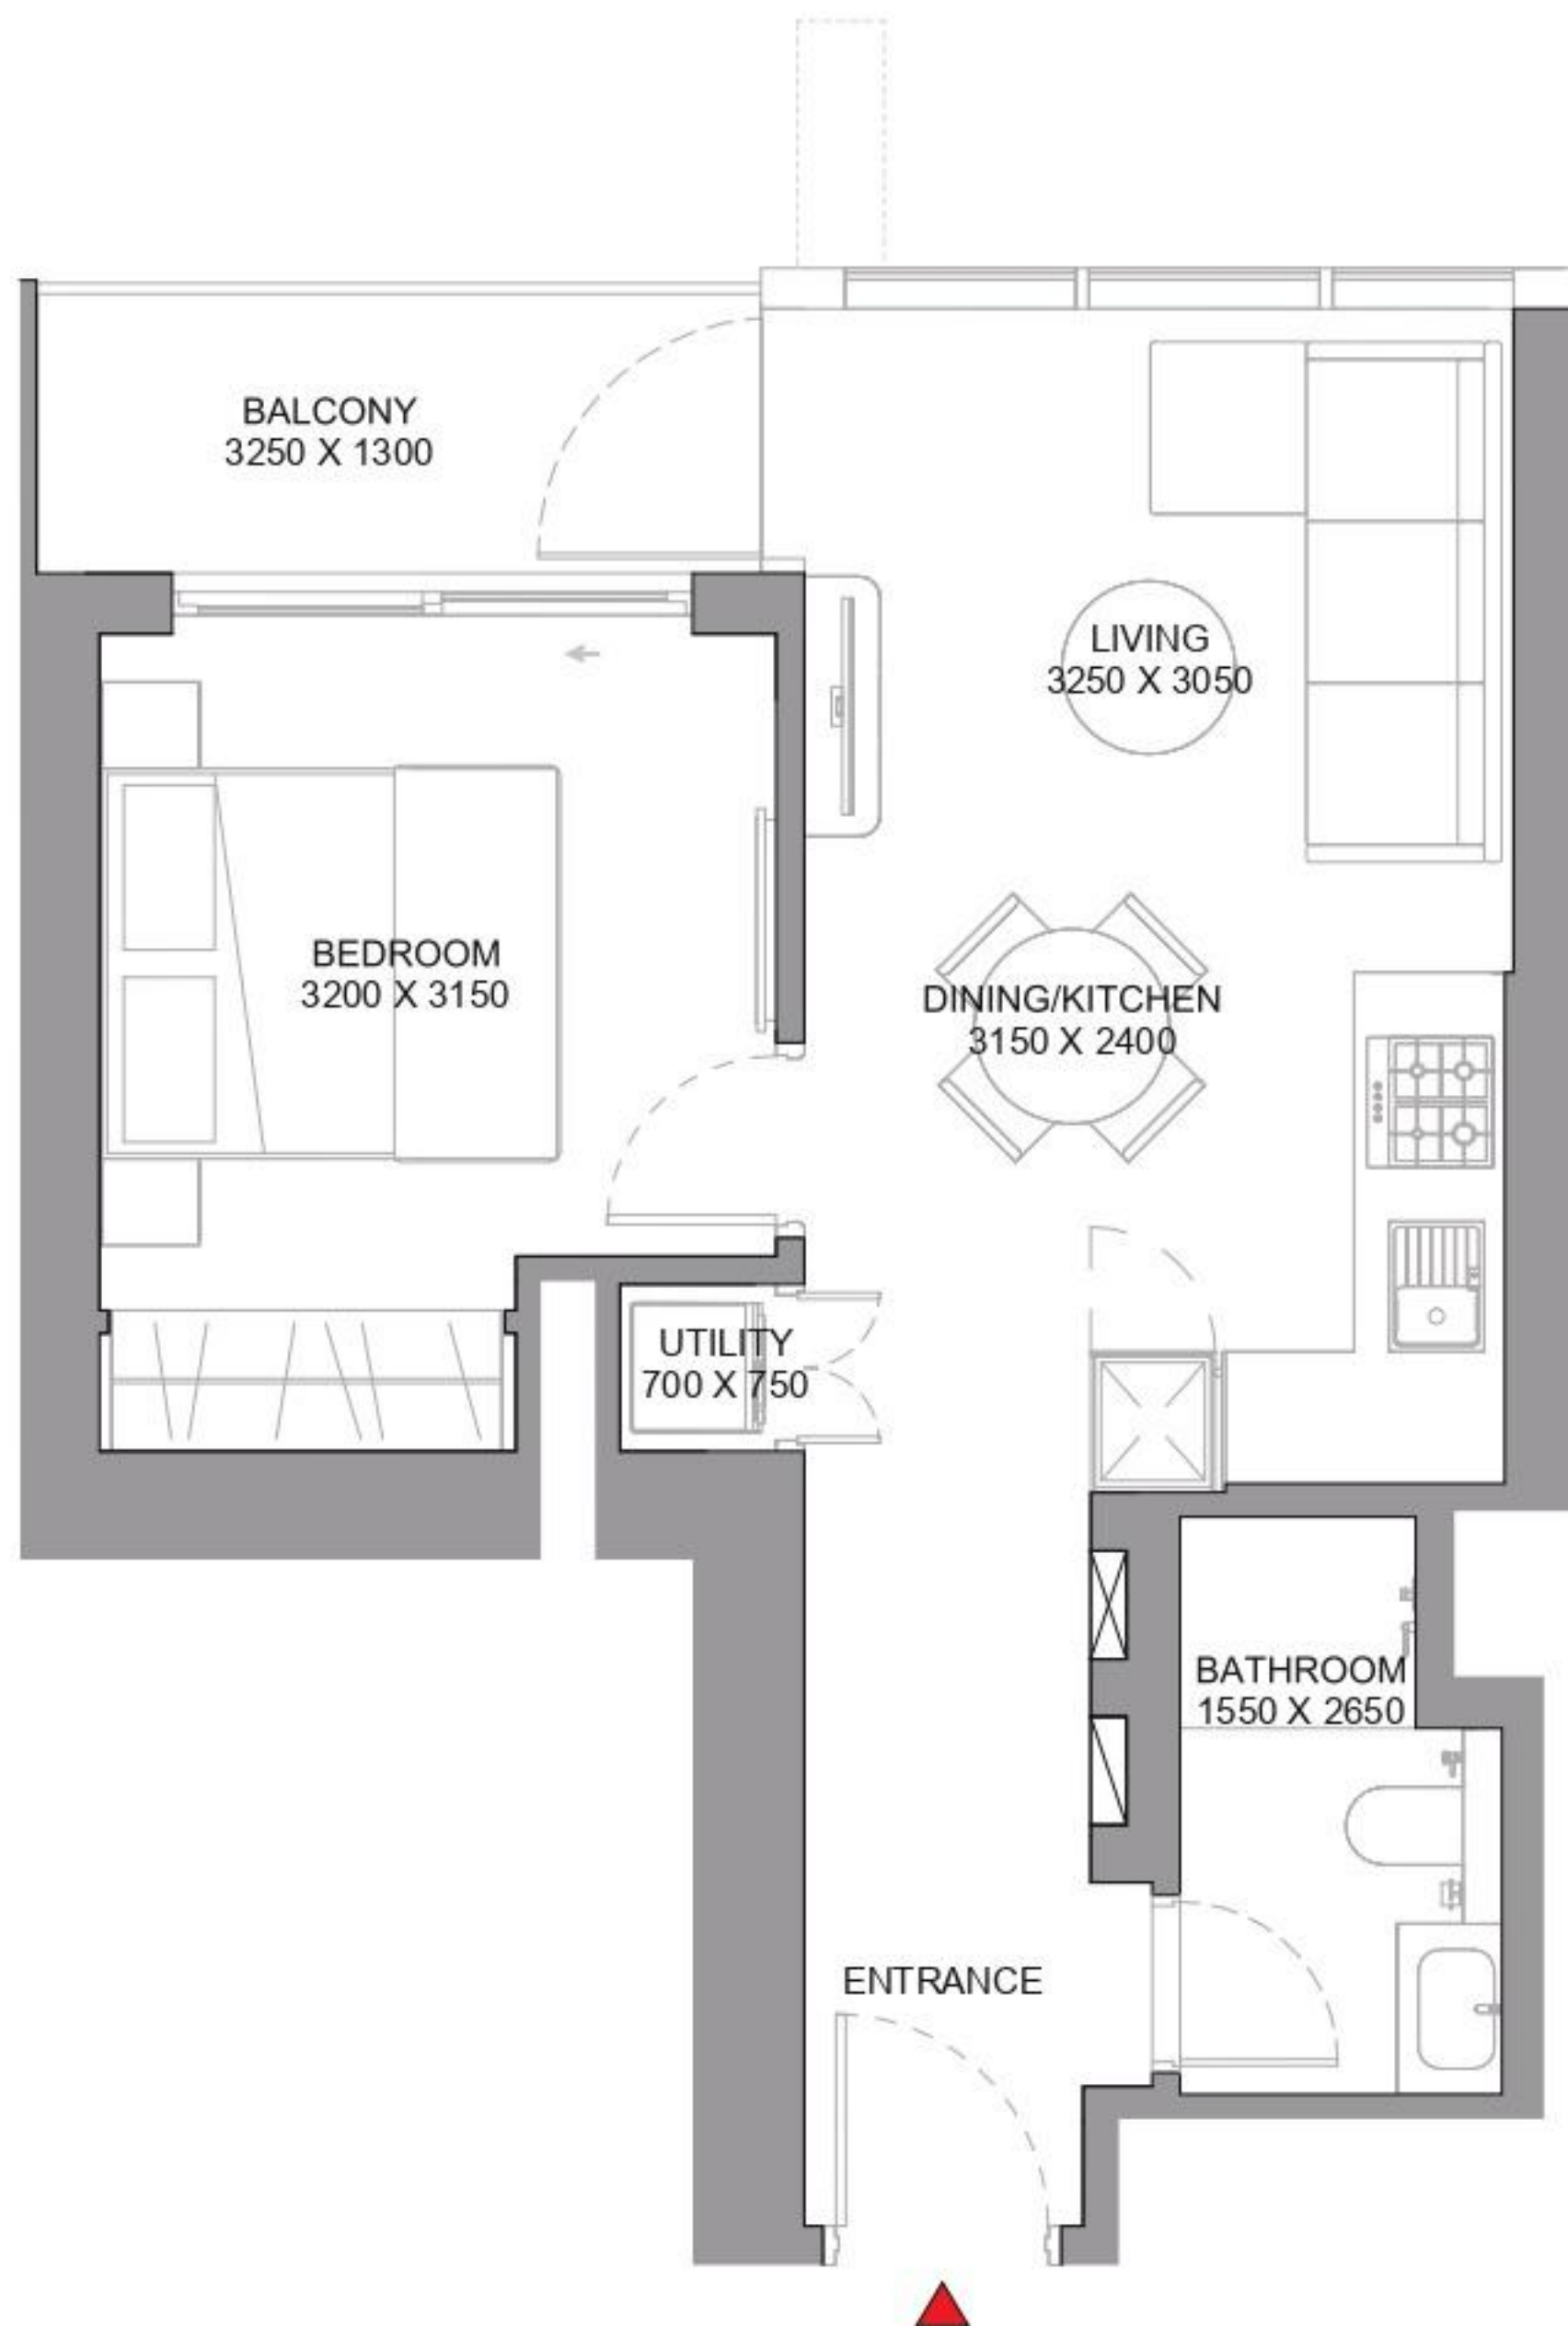 BALCONY
3250 X 1300
LIVING
3250 X 3050
BEDROOM
3200 X 3150
DINING/KITCHEN
3150 X 2400
UTILITY
700 X 750
BATHROOM
1550 X 2650
ENTRANCE